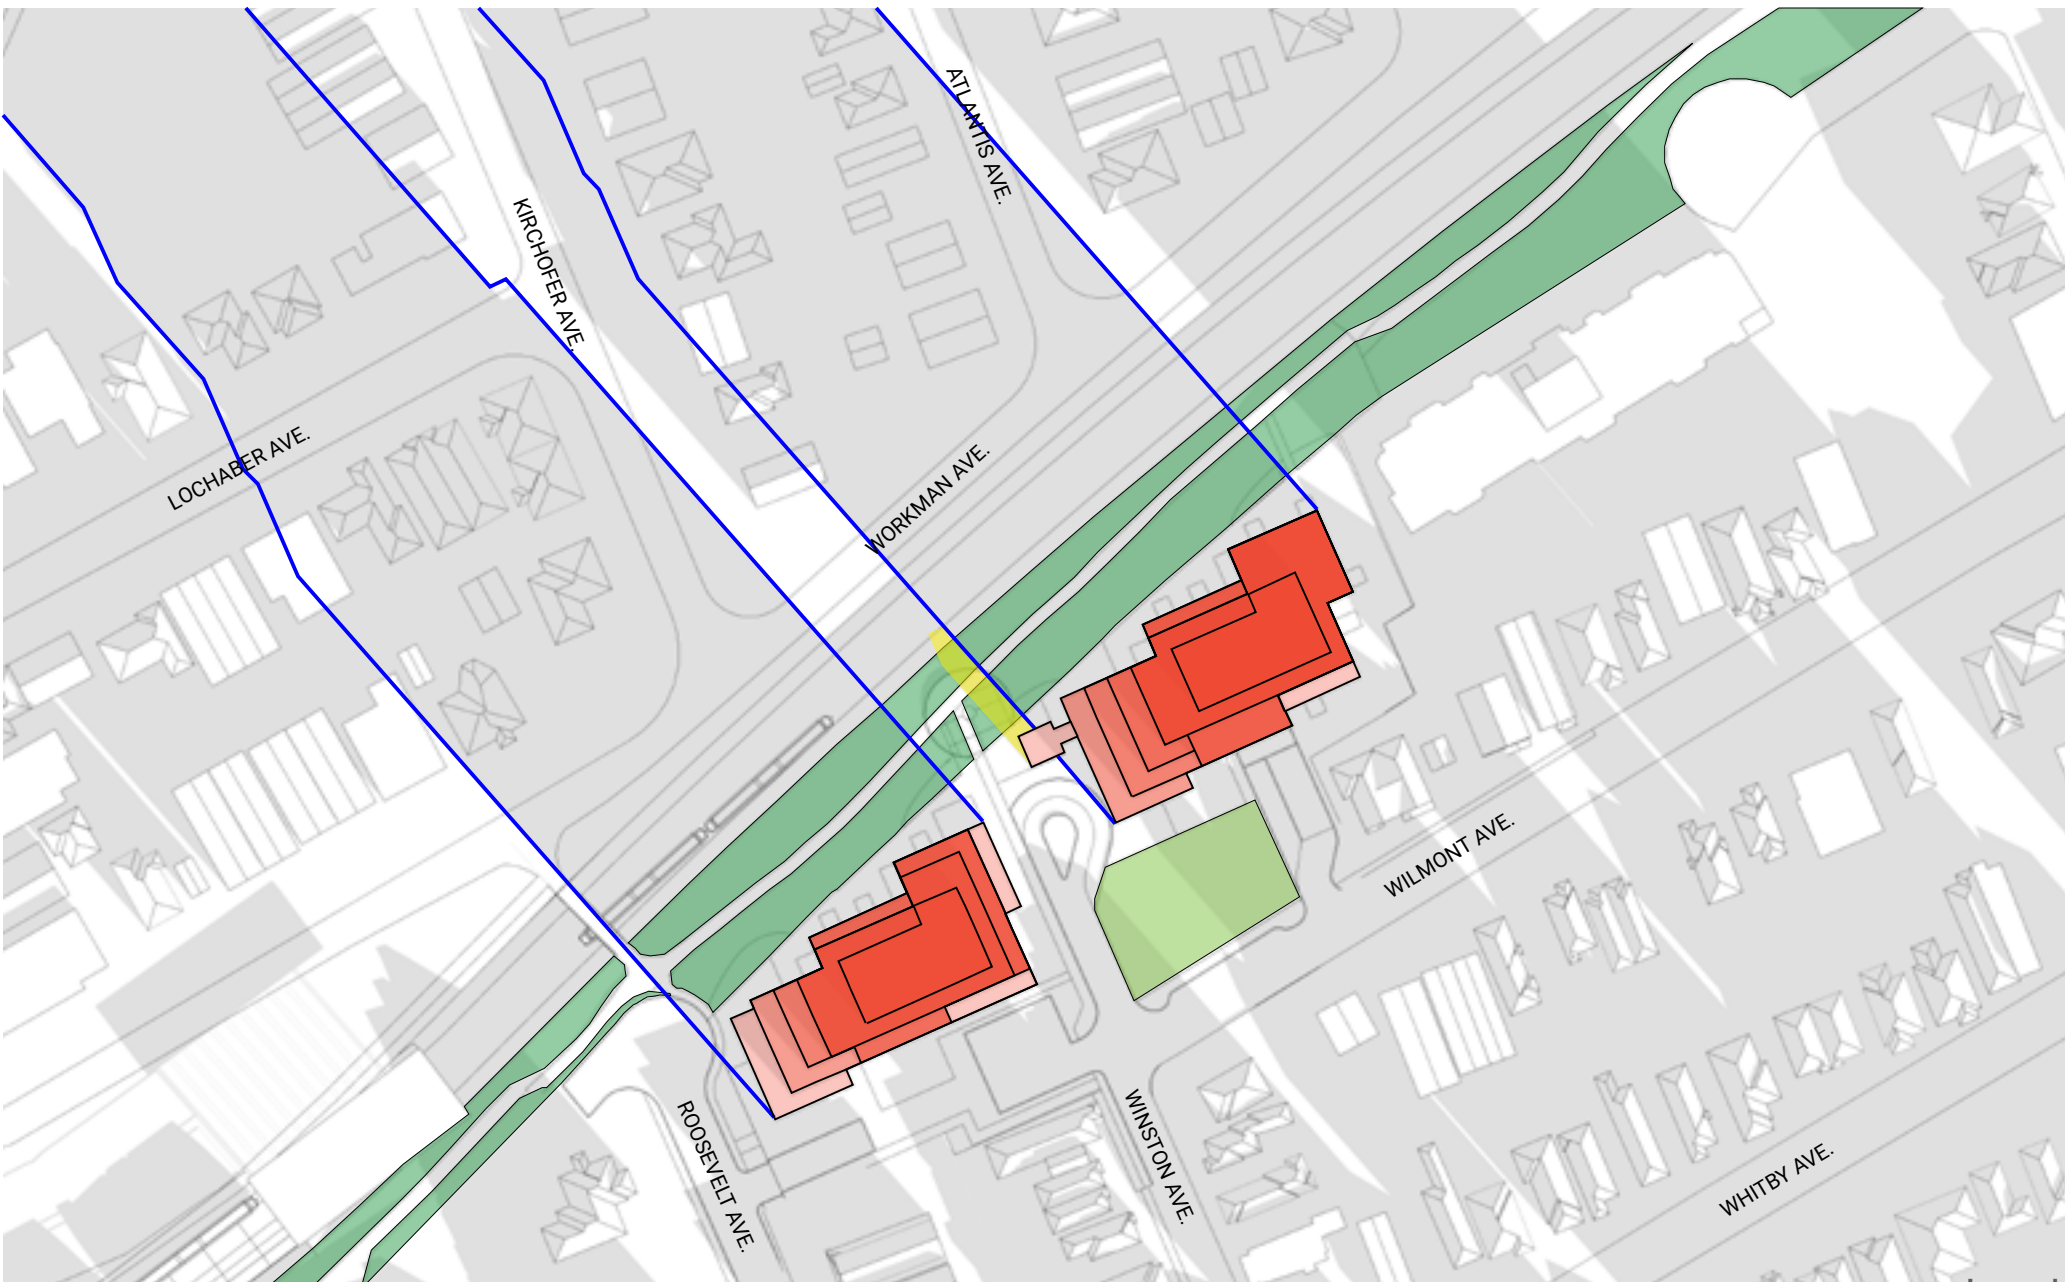 ATLANTIS AVE.
KIRCHOFER AVE.
LOCHABER AVE.
WORKMAN AVE.
WILMONT AVE.
ROOSEVELT AVE.
WINSTON AVE.
WHITBY AVE.